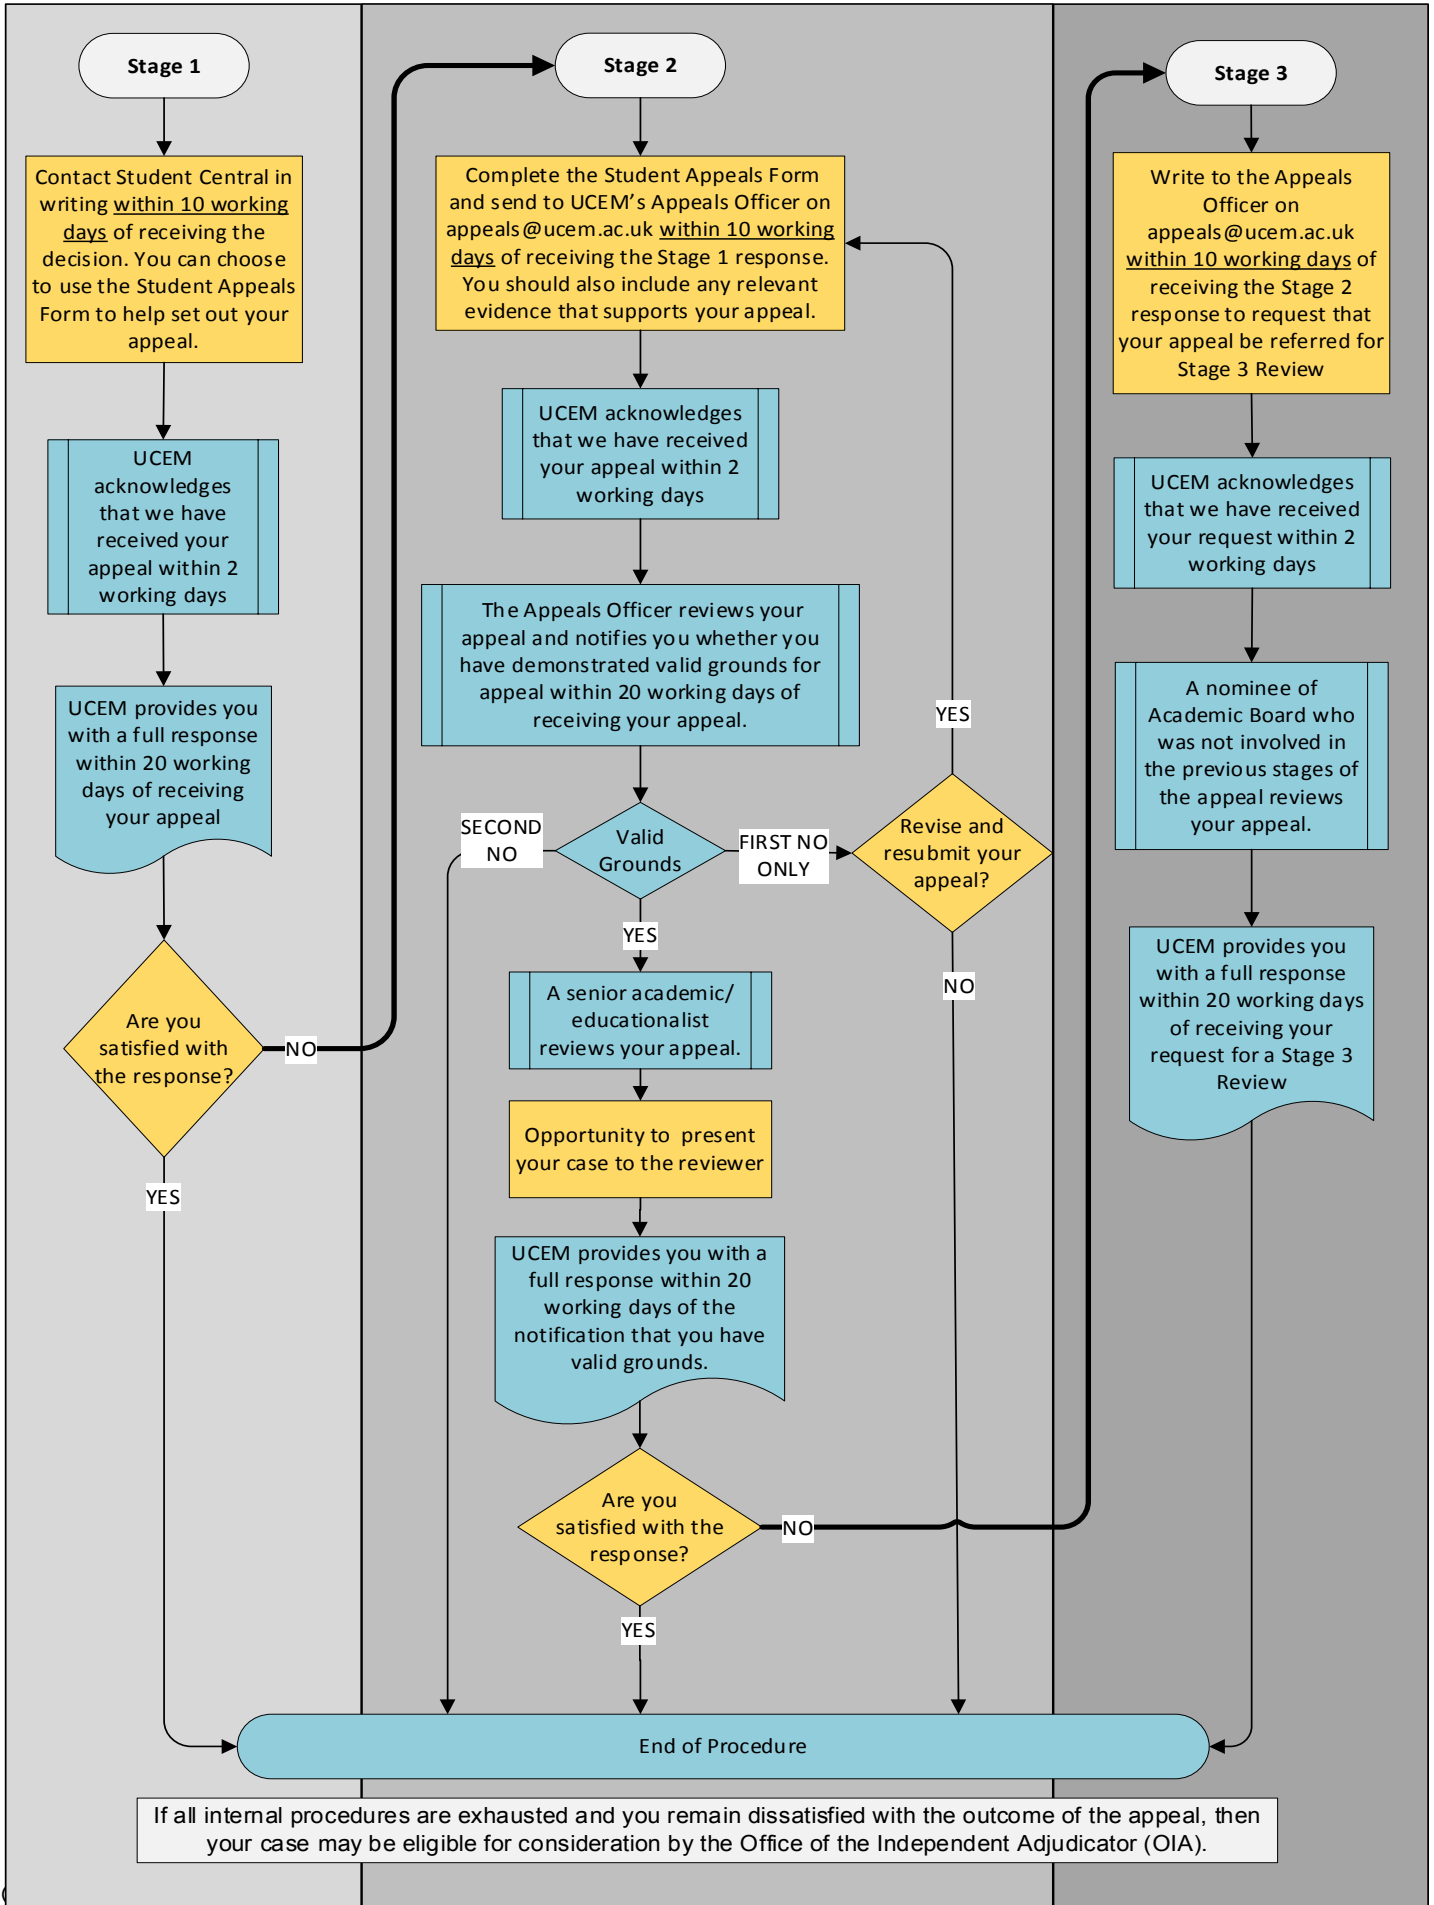 Stage 1
Contact Student Central in
writing within 10 working
days of receiving the
decision. You can choose
to use the Student Appeals
Form to help set out your
appeal.
UCEM
acknowledges
that we have
received your
appeal within 2
working days
UCEM provides you
with a full response
within 20 working
days of receiving
your appeal
Are you
satisfied with
the response?
NO
YES
Stage 2
Complete the Student Appeals Form
and send to UCEM’s Appeals Officer on
appeals@ucem.ac.uk within 10 working
days of receiving the Stage 1 response.
You should also include any relevant
evidence that supports your appeal.
UCEM acknowledges
that we have received
your appeal within 2
working days
The Appeals Officer reviews your
appeal and notifies you whether you
have demonstrated valid grounds for
appeal within 20 working days of
receiving your appeal.
Valid
Grounds
SECOND
NO
FIRST NO
ONLY
Revise and
resubmit your
appeal?
YES
NO
YES
A senior academic/
educationalist
reviews your appeal.
Opportunity to present
your case to the reviewer
UCEM provides you with a
full response within 20
working days of the
notification that you have
valid grounds.
Are you
satisfied with the
response?
NO
YES
Stage 3
Write to the Appeals
Officer on
appeals@ucem.ac.uk
within 10 working days of
receiving the Stage 2
response to request that
your appeal be referred for
Stage 3 Review
UCEM acknowledges
that we have received
your request within 2
working days
A nominee of
Academic Board who
was not involved in
the previous stages of
the appeal reviews
your appeal.
UCEM provides you
with a full response
within 20 working days
of receiving your
request for a Stage 3
Review
End of Procedure
If all internal procedures are exhausted and you remain dissatisfied with the outcome of the appeal, then
your case may be eligible for consideration by the Office of the Independent Adjudicator (OIA).